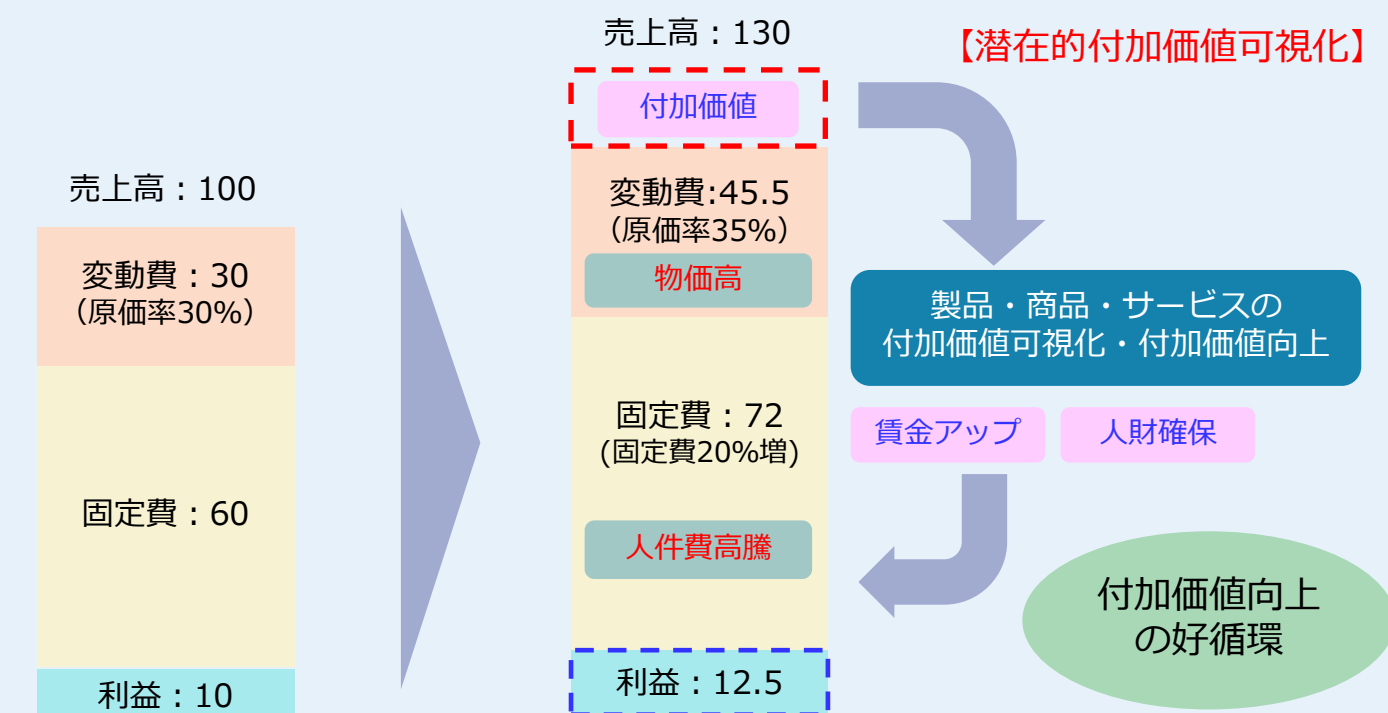 売上高：100
変動費：30
（原価率30%）
固定費：60
利益：10
売上高：130
付加価値
変動費:45.5
（原価率35%）
物価高
固定費：72
(固定費20%増)
人件費高騰
利益：12.5
【潜在的付加価値可視化】
製品・商品・サービスの
付加価値可視化・付加価値向上
賃金アップ
人財確保
付加価値向上
の好循環